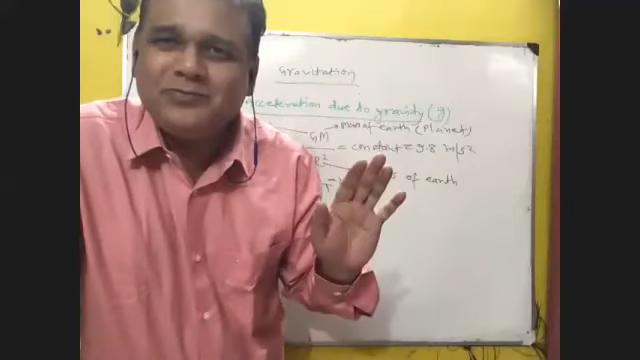 Gravitation
acceleration due to gravity (g)
GM → Mass of earth (Planet)
= constant = 9.8 m/s²
R²
of earth